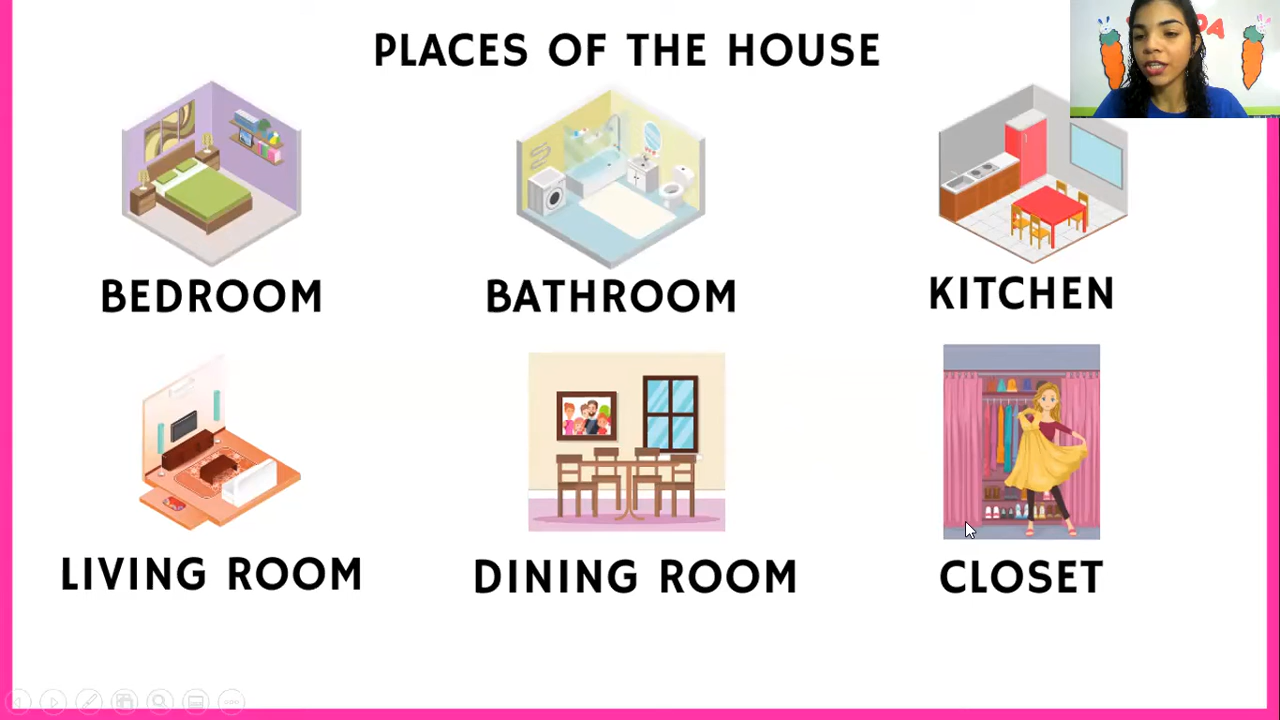 PLACES OF THE HOUSE
BEDROOM
BATHROOM
KITCHEN
LIVING ROOM
DINING ROOM
CLOSET